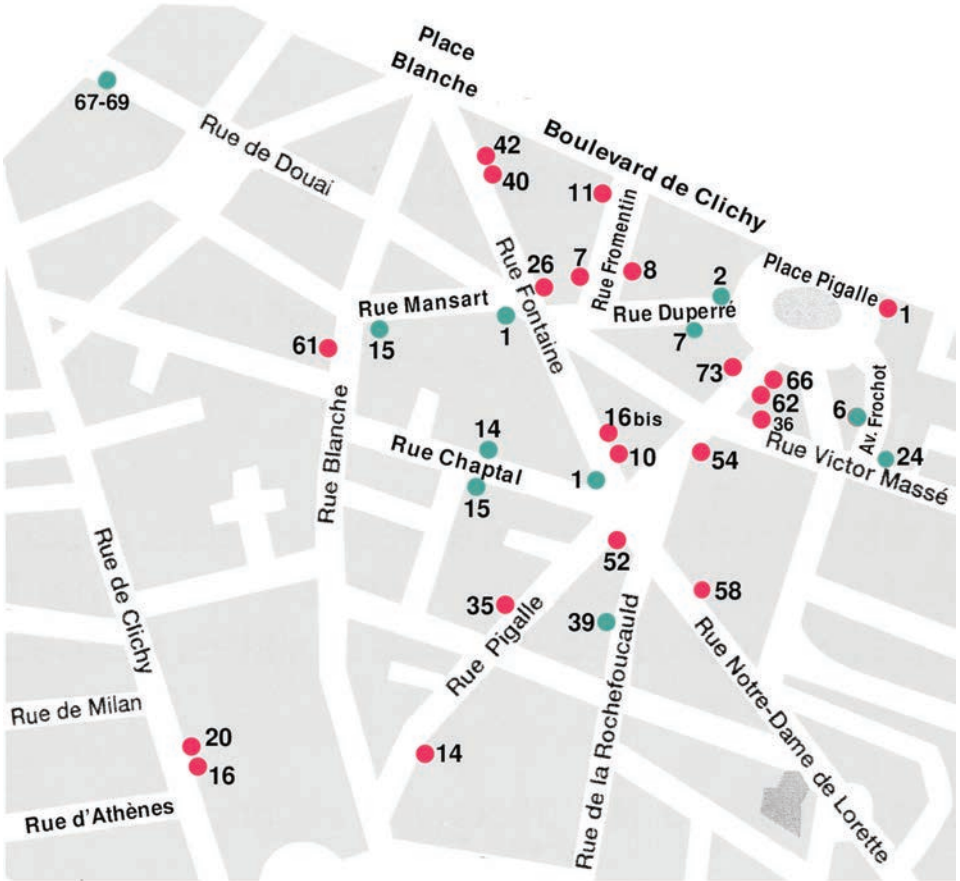 Place
Blanche
67-69
Rue de Douai
42
40
Boulevard de Clichy
11
Rue Fromentin
26
7
8
Rue Fontaine
2
Place Pigalle
1
Rue Mansart
1
15
Rue Duperré
7
61
73
66
62
36
6
Av. Frochot
24
Rue Victor Massé
16bis
10
54
14
Rue Chaptal
15
1
Rue Blanche
52
58
35
Rue Pigalle
39
Rue de Clichy
Rue de la Rochefoucauld
Rue Notre-Dame de Lorette
Rue de Milan
20
16
14
Rue d'Athènes